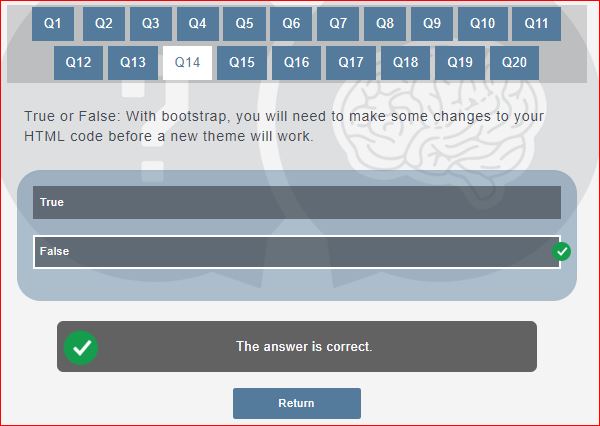 Q1 Q2 Q3 Q4 Q5 Q6 Q7 Q8 Q9 Q10 Q11
Q12 Q13 Q14 Q15 Q16 Q17 Q18 Q19 Q20
True or False: With bootstrap, you will need to make some changes to your
HTML code before a new theme will work.
True
False
The answer is correct.
Return